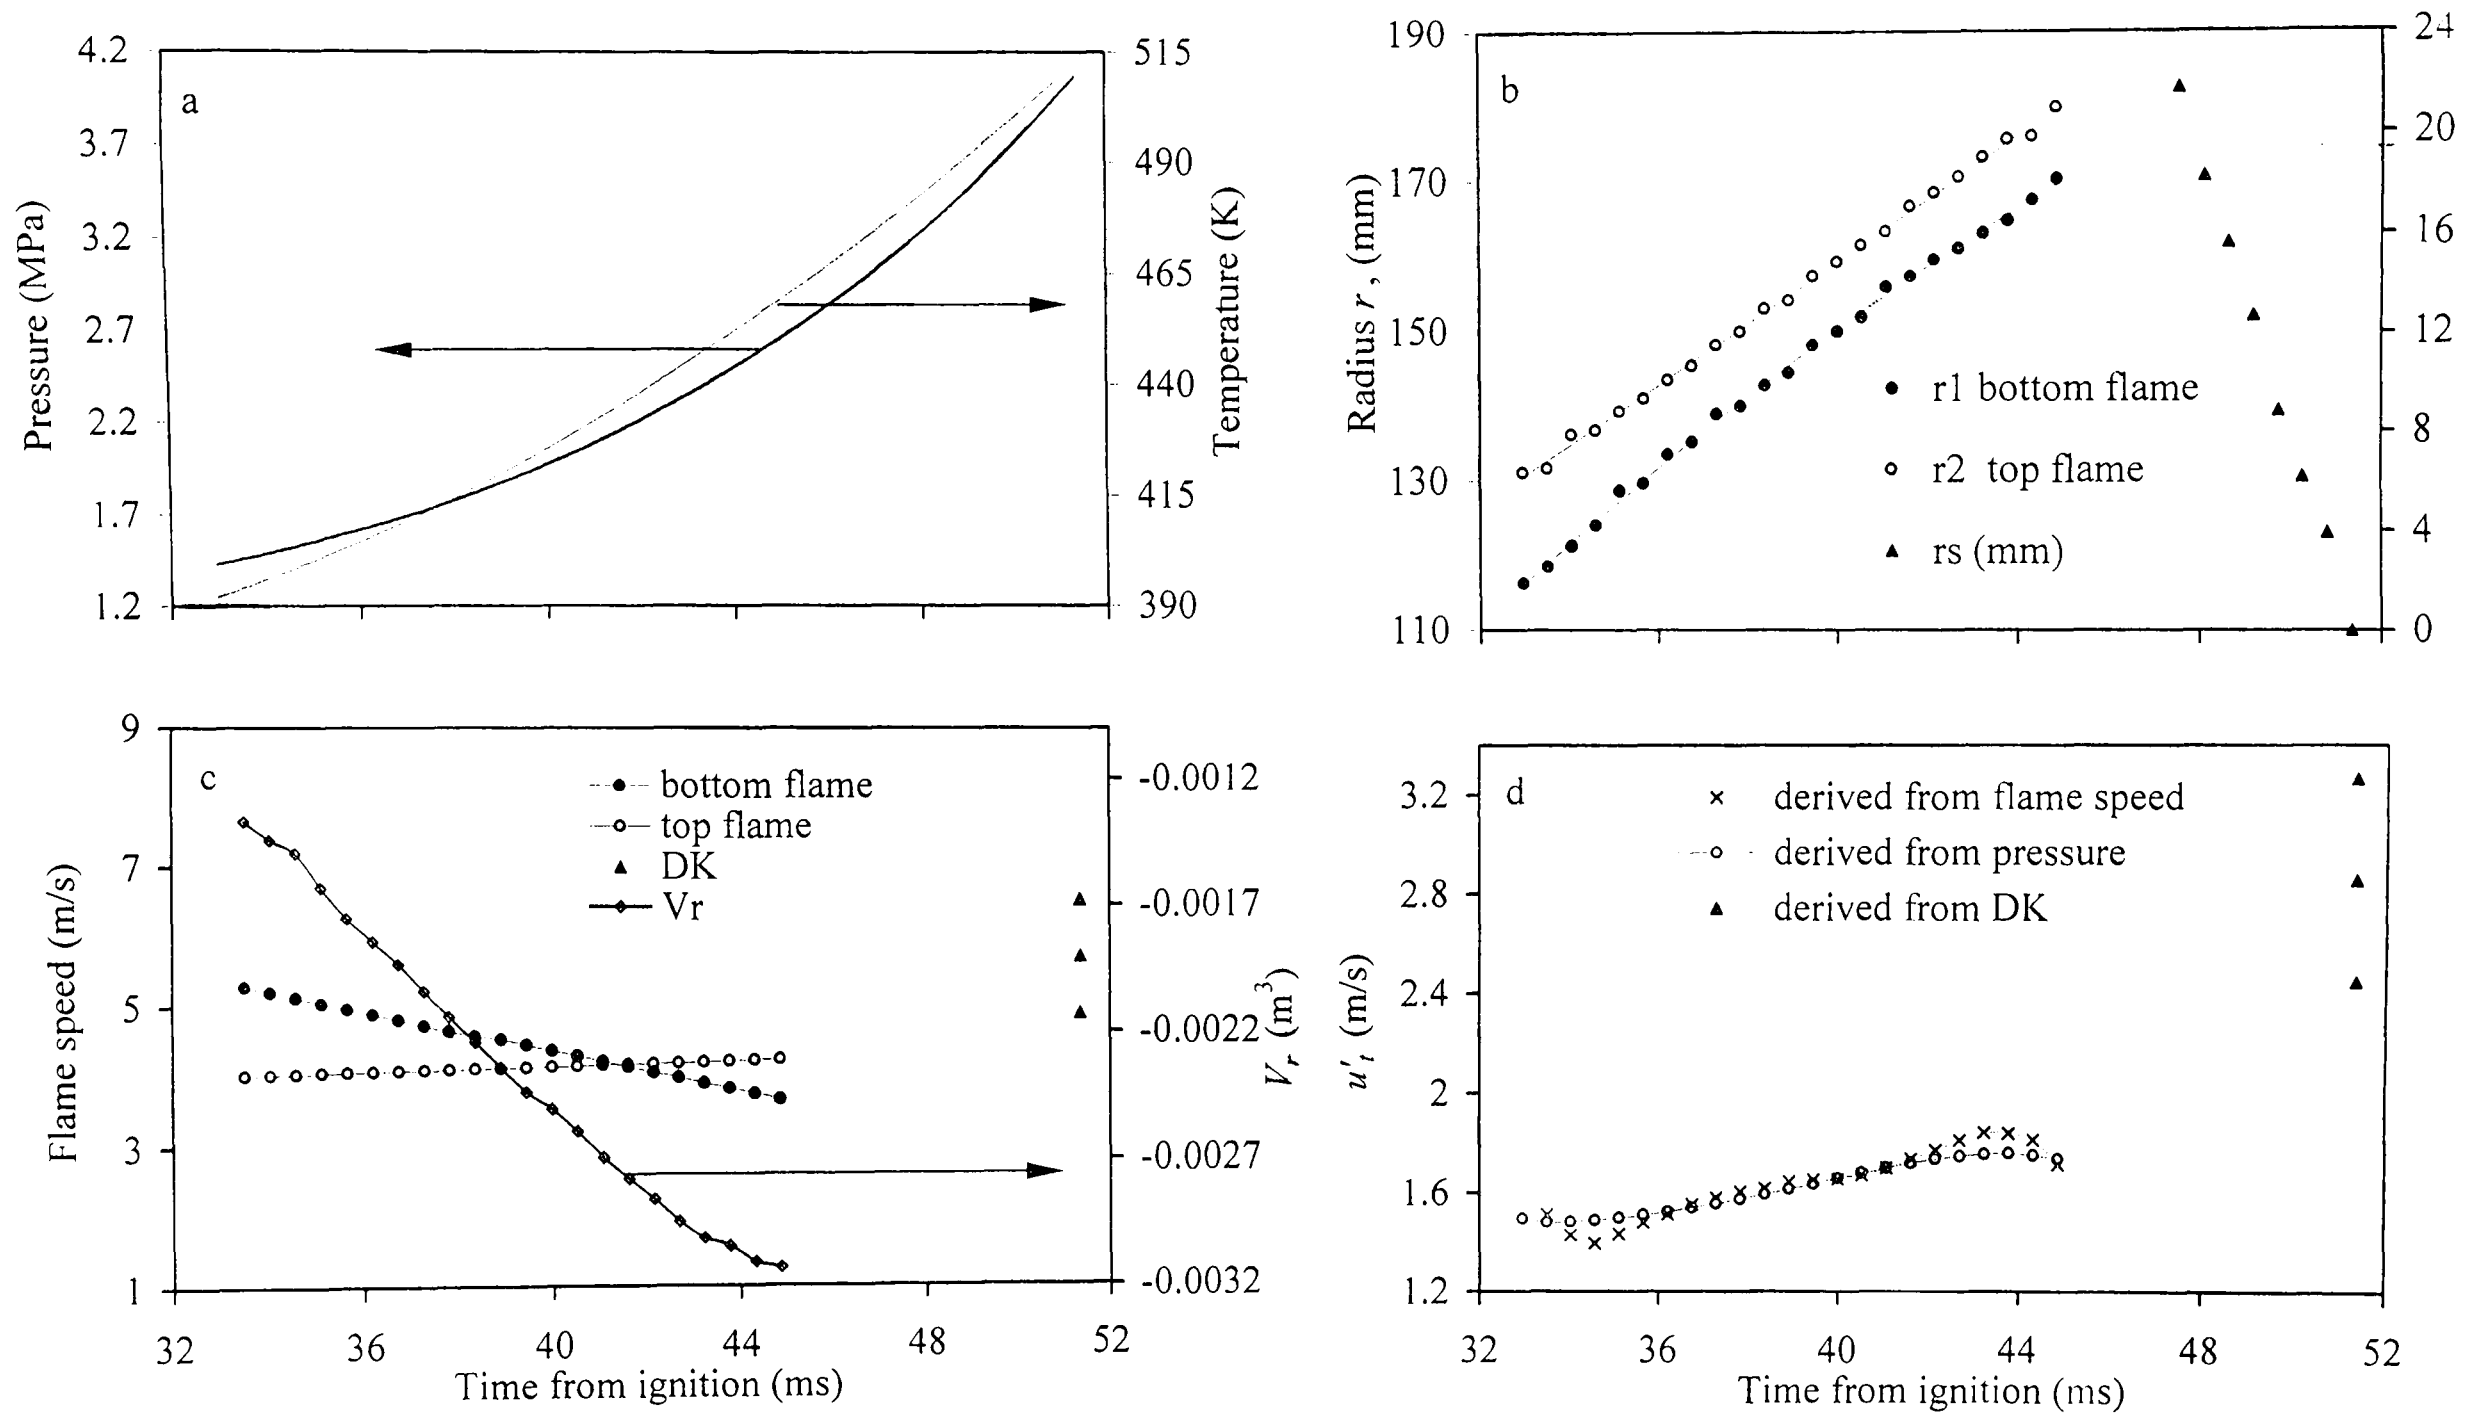 a
4.2
3.7
3.2
2.7
2.2
1.7
1.2
Pressure (MPa)
515
490
465
440
415
390
Temperature (K)
b
190
170
150
130
110
Radius r , (mm)
24
20
16
12
8
4
0
r1 bottom flame
r2 top flame
rs (mm)
c
9
7
5
3
1
Flame speed (m/s)
bottom flame
top flame
DK
Vr
-0.0012
-0.0017
-0.0022
-0.0027
-0.0032
Vr (m³)
32 36 40 44 48 52
Time from ignition (ms)
d
3.2
2.8
2.4
2
1.6
1.2
u't (m/s)
derived from flame speed
derived from pressure
derived from DK
32 36 40 44 48 52
Time from ignition (ms)